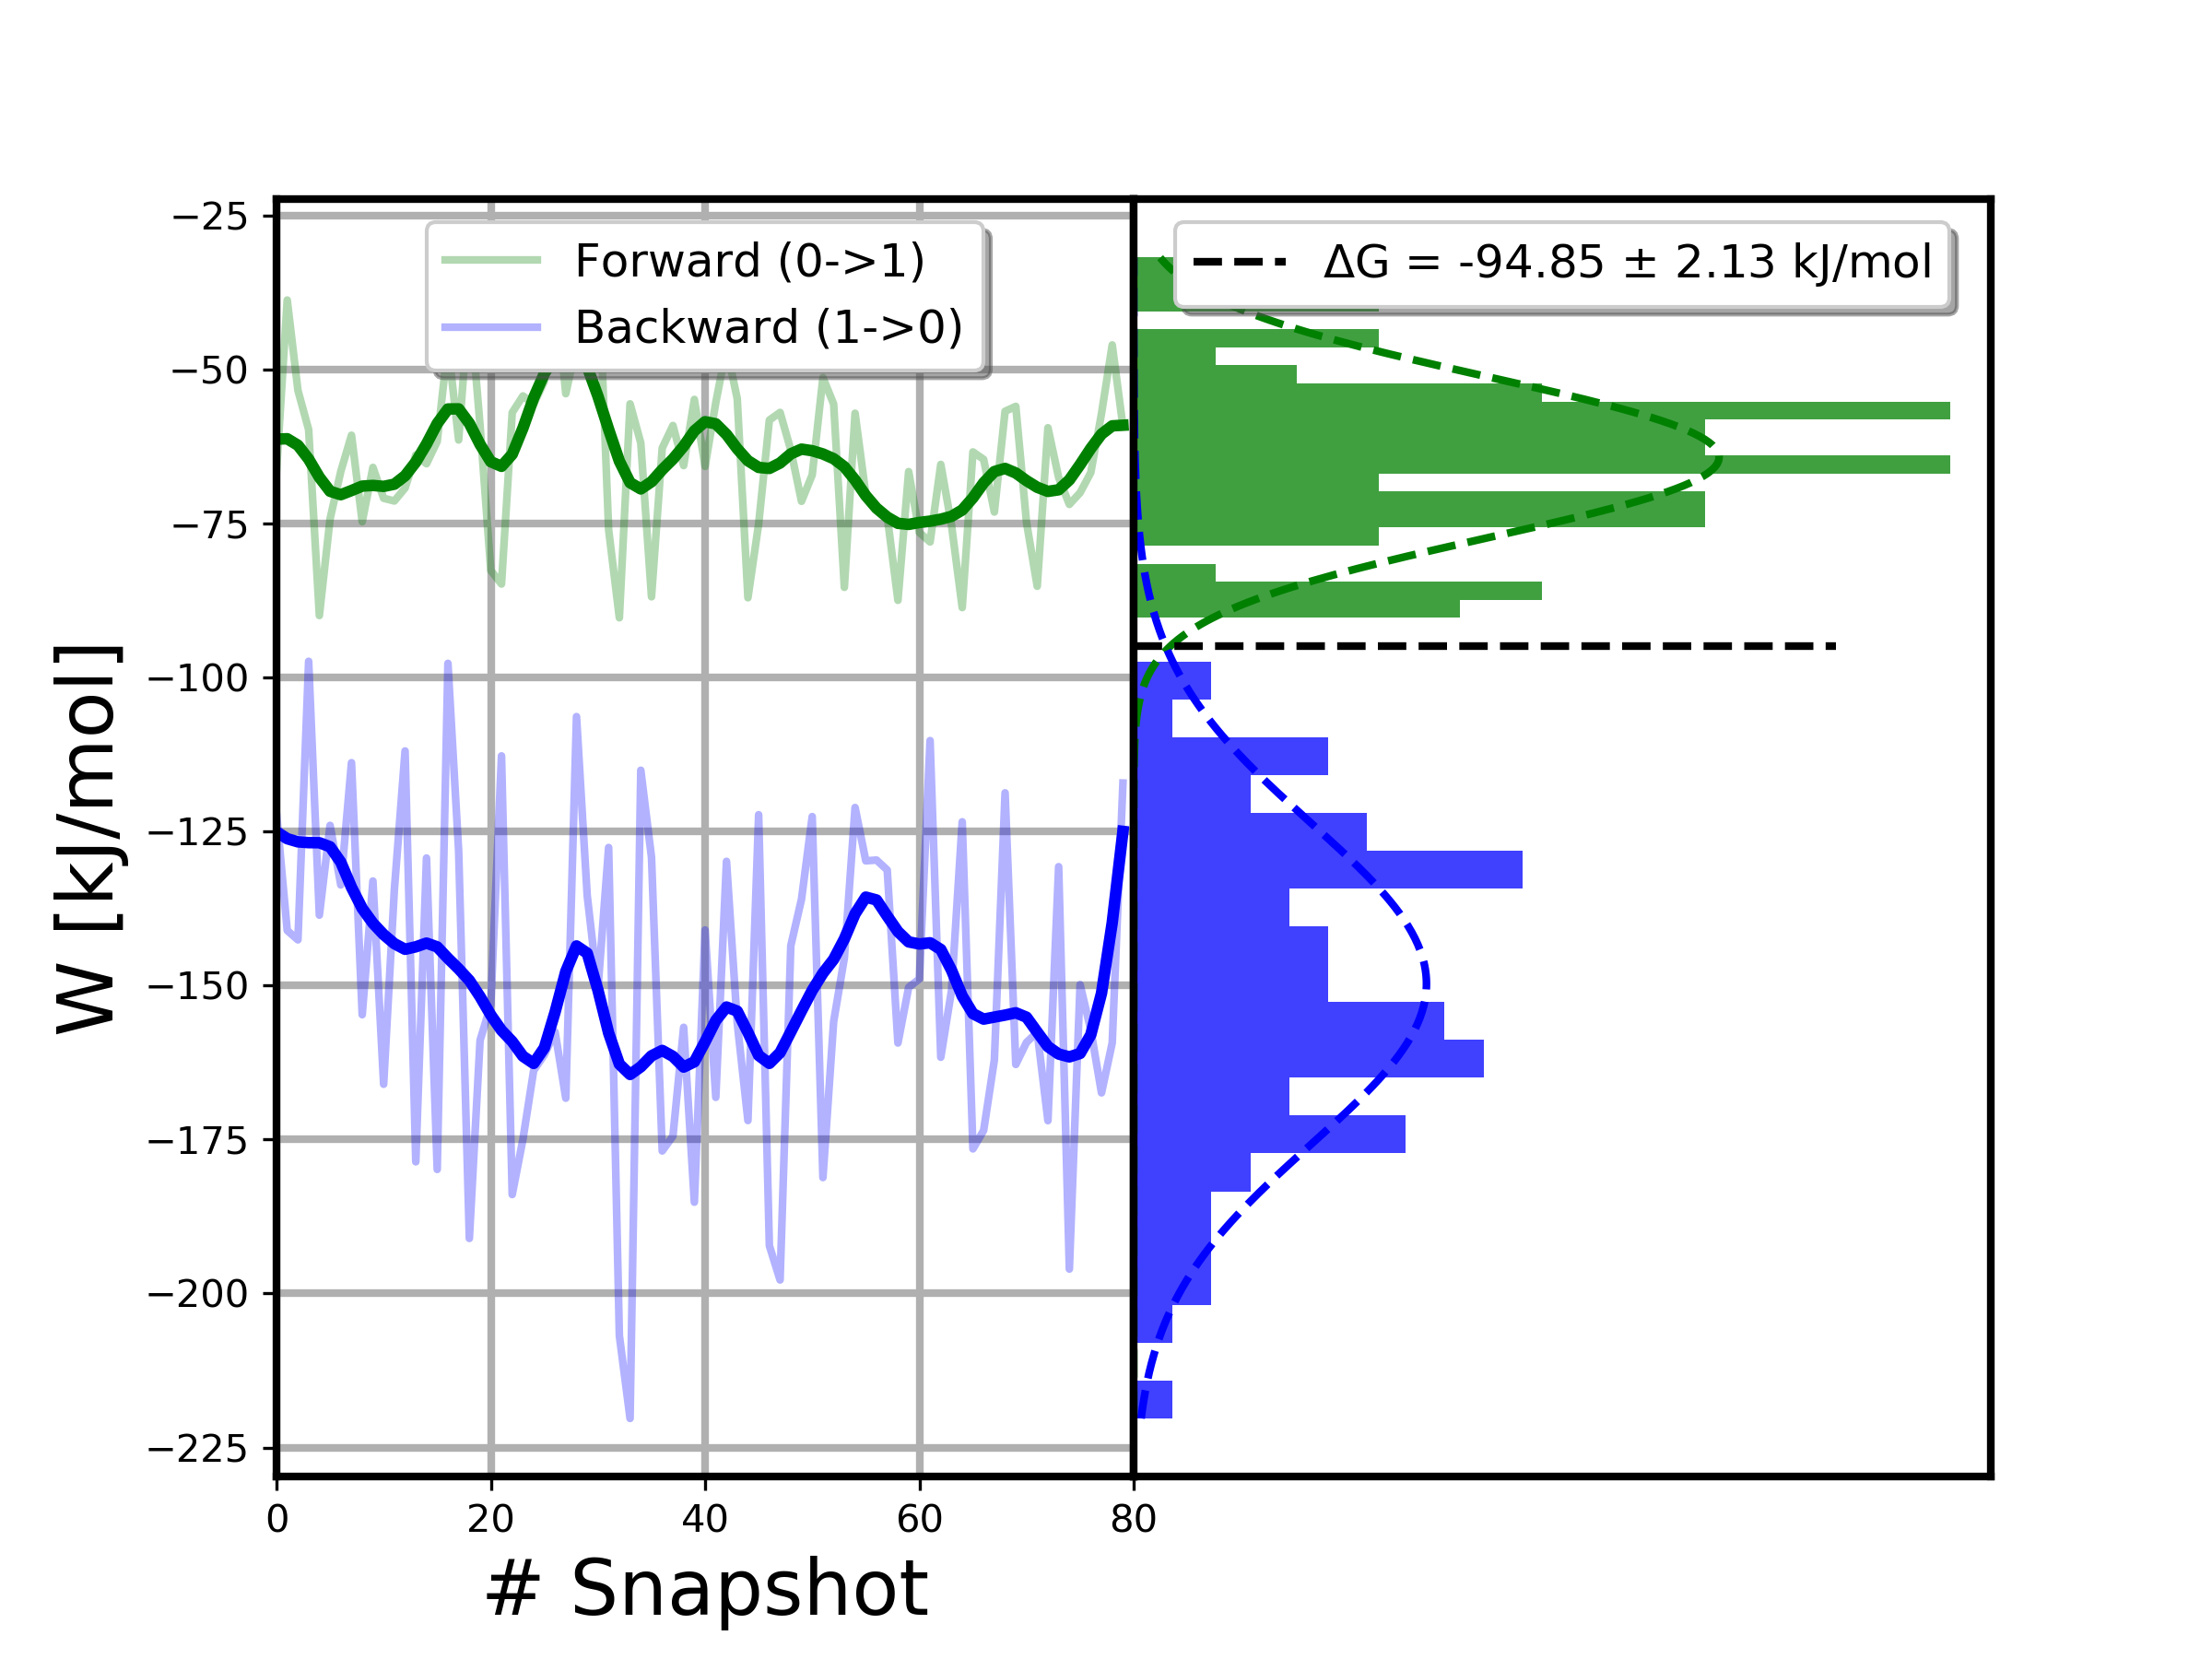 −25
−50
−75
−100
−125
−150
−175
−200
−225
W [kJ/mol]
Forward (0->1)
Backward (1->0)
ΔG = -94.85 ± 2.13 kJ/mol
0 20 40 60 80
# Snapshot